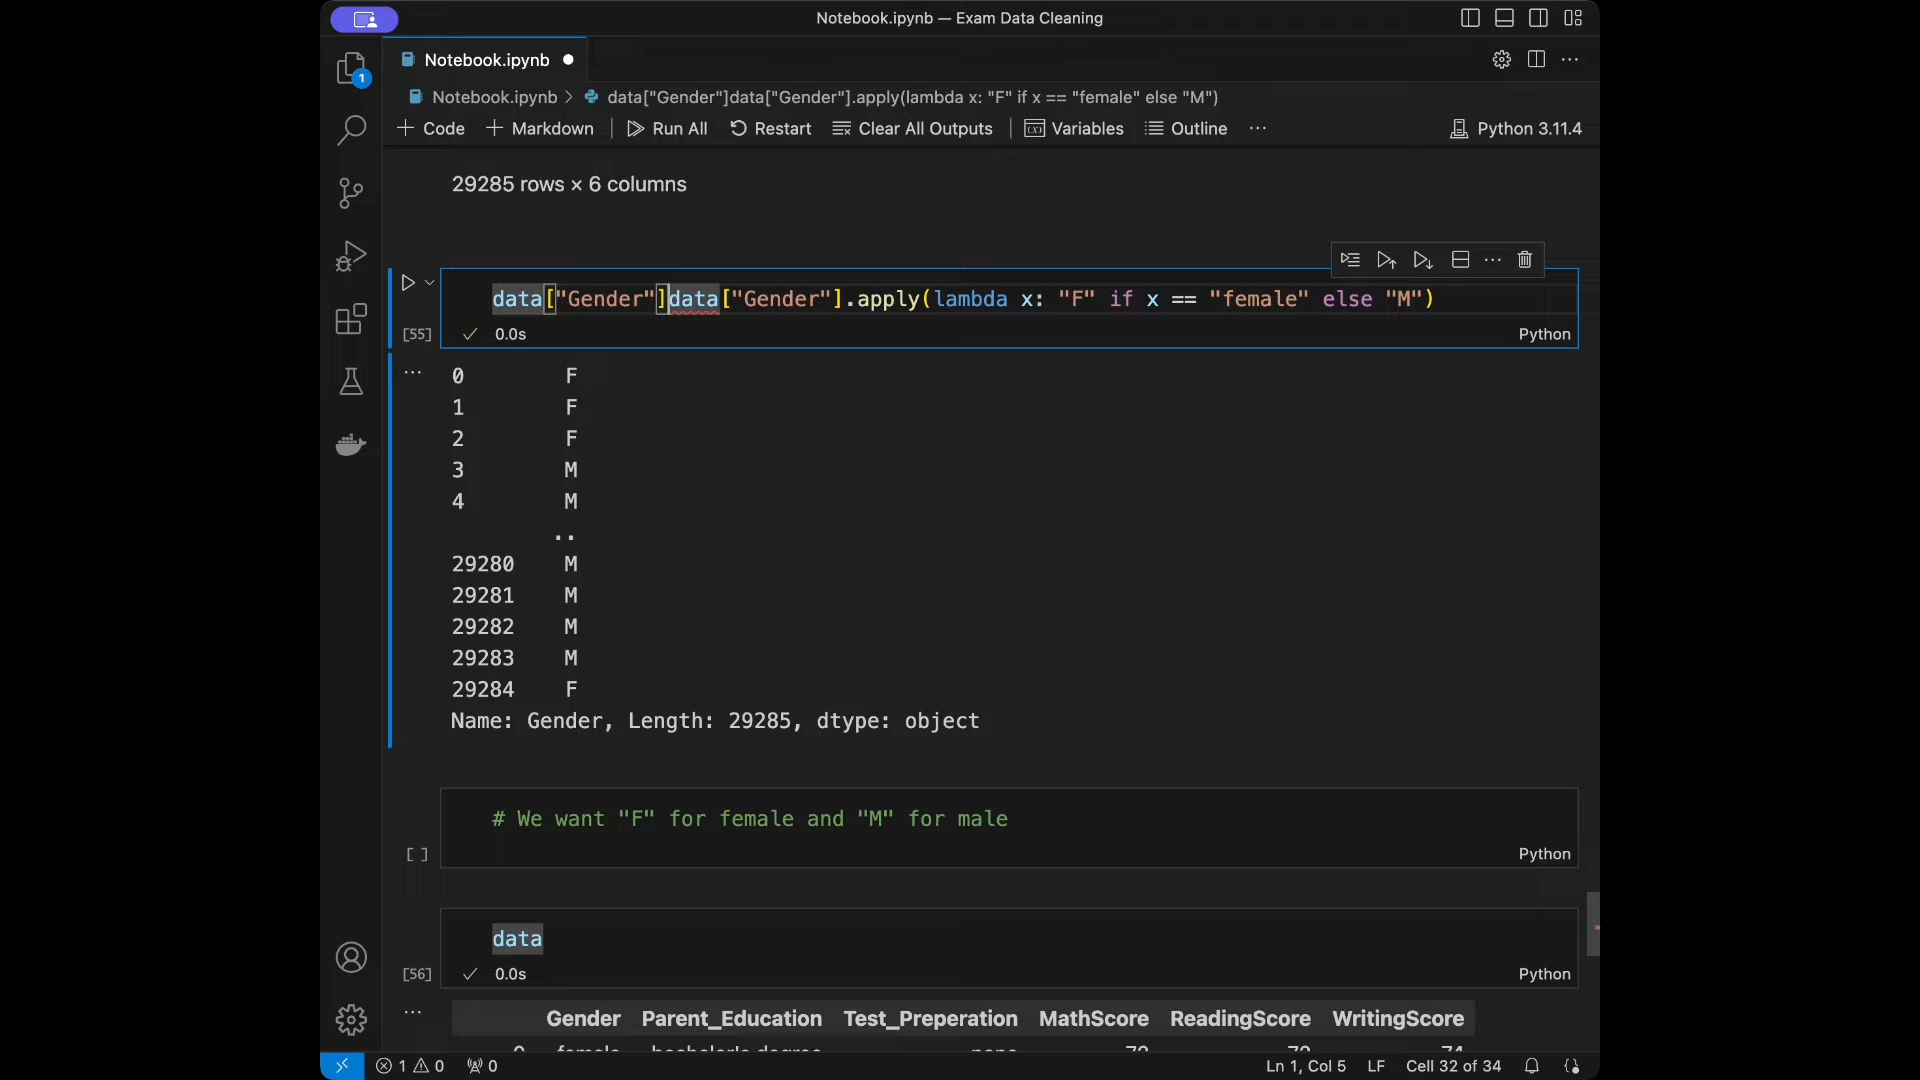 Notebook.ipynb — Exam Data Cleaning
1
Notebook.ipynb
Notebook.ipynb > data["Gender"]data["Gender"].apply(lambda x: "F" if x == "female" else "M")
Code Markdown Run All Restart Clear All Outputs Variables Outline ... Python 3.11.4
29285 rows × 6 columns
data["Gender"]data["Gender"].apply(lambda x: "F" if x == "female" else "M")
[55] 0.0s Python
0 F
1 F
2 F
3 M
4 M
..
29280 M
29281 M
29282 M
29283 M
29284 F
Name: Gender, Length: 29285, dtype: object
# We want "F" for female and "M" for male
[ ] Python
data
[56] 0.0s Python
Gender Parent_Education Test_Preperation MathScore ReadingScore WritingScore
1 0 0 Ln 1, Col 5 LF Cell 32 of 34